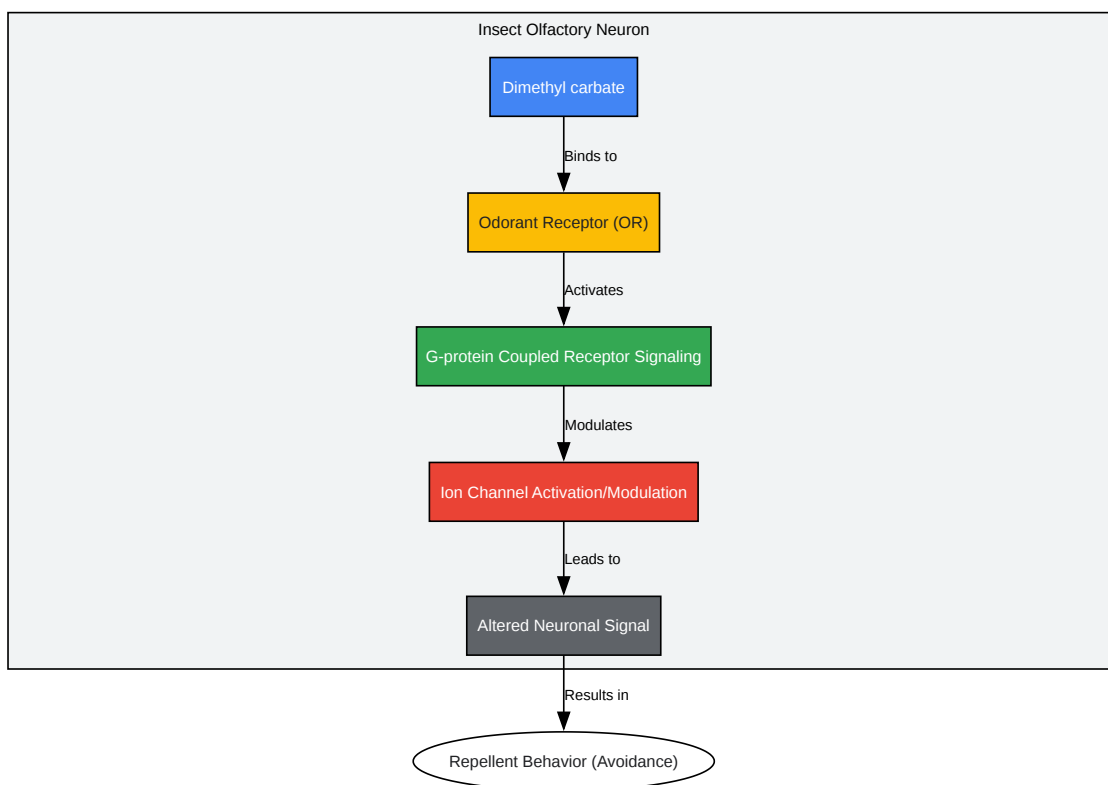 Insect Olfactory Neuron
Dimethyl carbate
Binds to
Odorant Receptor (OR)
Activates
G-protein Coupled Receptor Signaling
Modulates
Ion Channel Activation/Modulation
Leads to
Altered Neuronal Signal
Results in
Repellent Behavior (Avoidance)